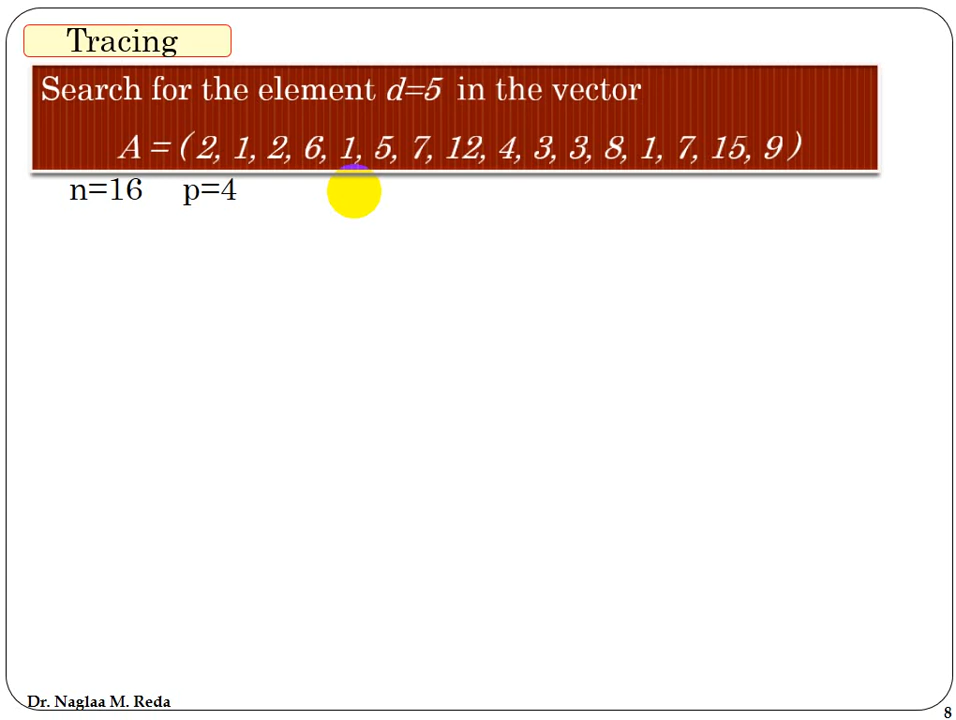 Tracing
Search for the element d=5 in the vector
A = ( 2, 1, 2, 6, 1, 5, 7, 12, 4, 3, 3, 8, 1, 7, 15, 9 )
n=16 p=4
Dr. Naglaa M. Reda
8